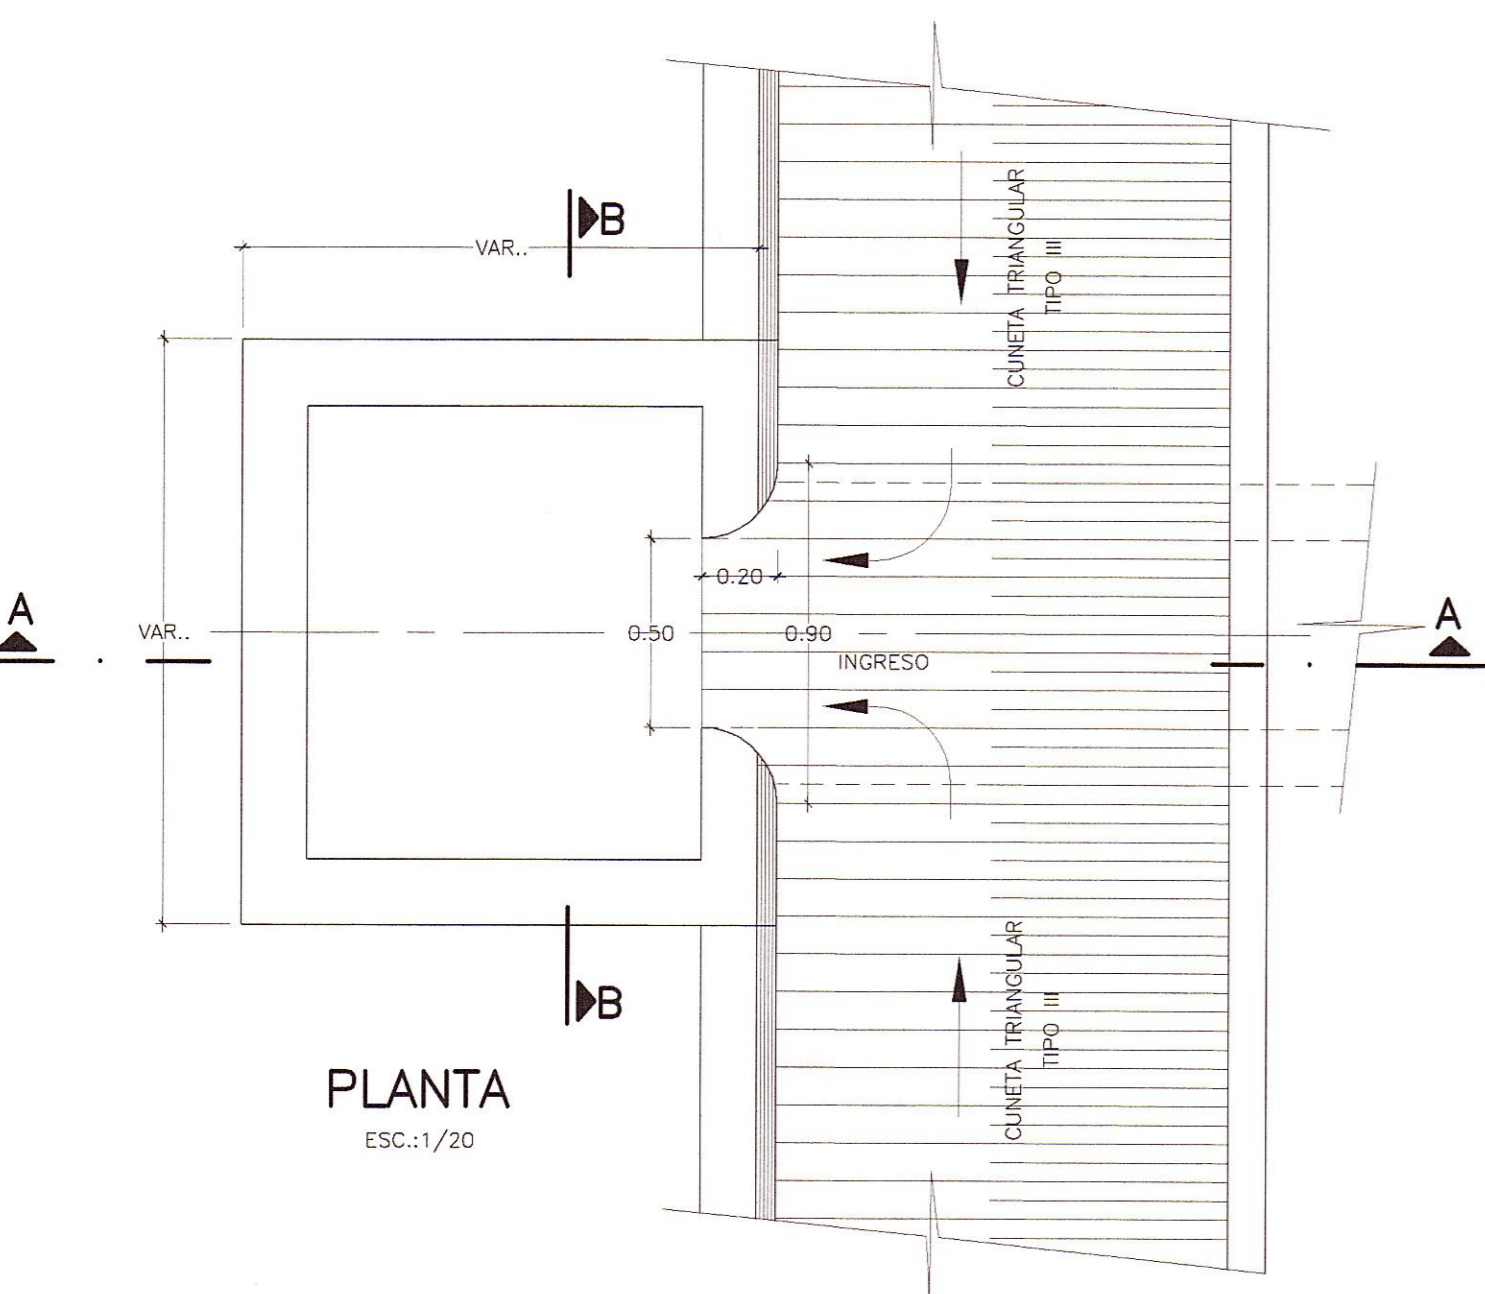 B
VAR..
CUNETA TRIANGULAR
TIPO III
0.20
A
VAR..
0.50
0.90
A
INGRESO
B
CUNETA TRIANGULAR
TIPO III
PLANTA
ESC.:1/20